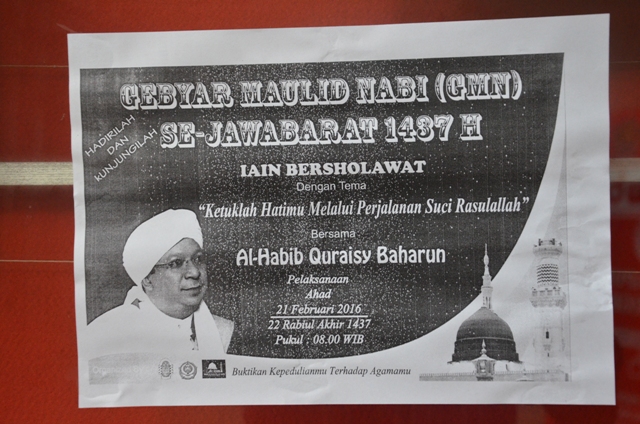 GEBYAR MAULID NABI (GMN)
SE-JAWABARAT 1437 H
HADIRILAH
DAN
KUNJUNGILAH
IAIN BERSHOLAWAT
Dengan Tema
"Ketuklah Hatimu Melalui Perjalanan Suci Rasulallah"
Bersama
Al-Habib Quraisy Baharun
Pelaksanaan
Ahad
21 Februari 2016
22 Rabiul Akhir 1437
Pukul : 08.00 WIB
Buktikan Kepedulianmu Terhadap Agamamu